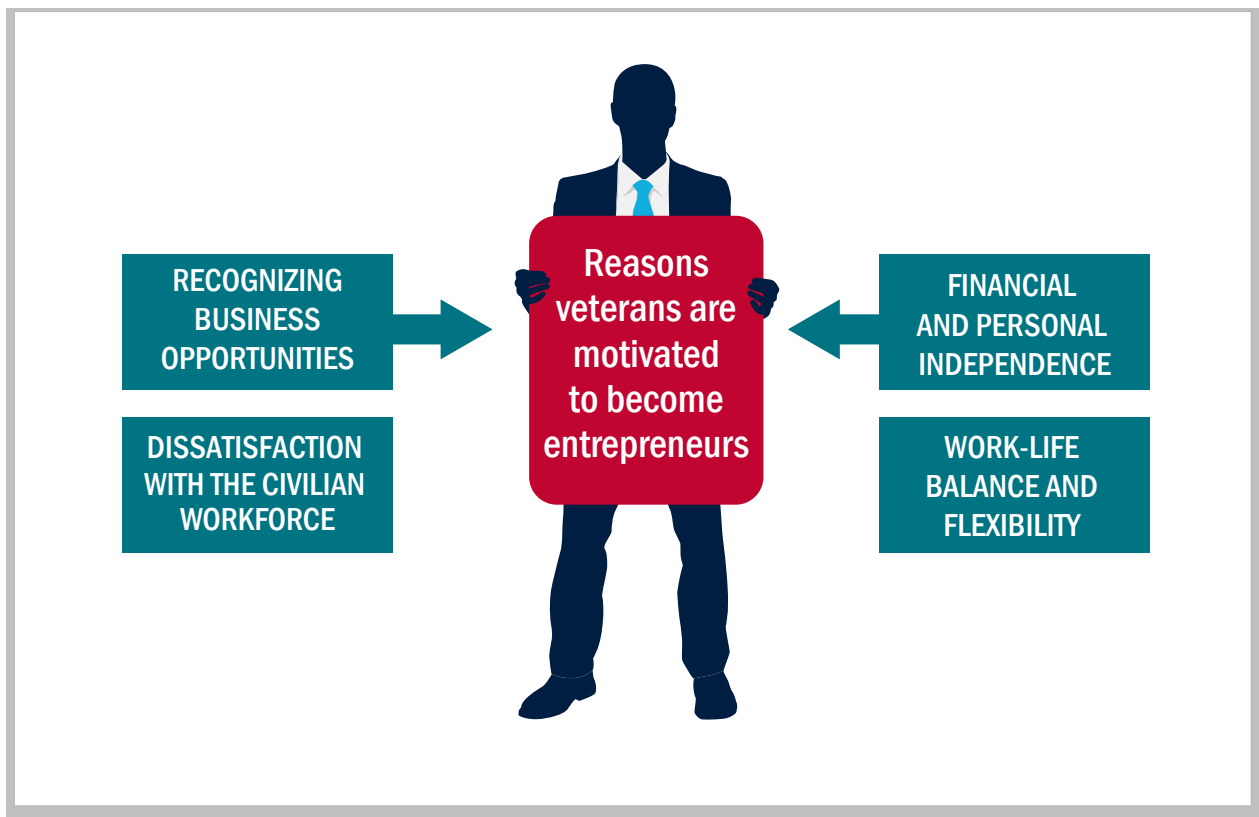 RECOGNIZING
BUSINESS
OPPORTUNITIES
DISSATISFACTION
WITH THE CIVILIAN
WORKFORCE
Reasons
veterans are
motivated
to become
entrepreneurs
FINANCIAL
AND PERSONAL
INDEPENDENCE
WORK-LIFE
BALANCE AND
FLEXIBILITY